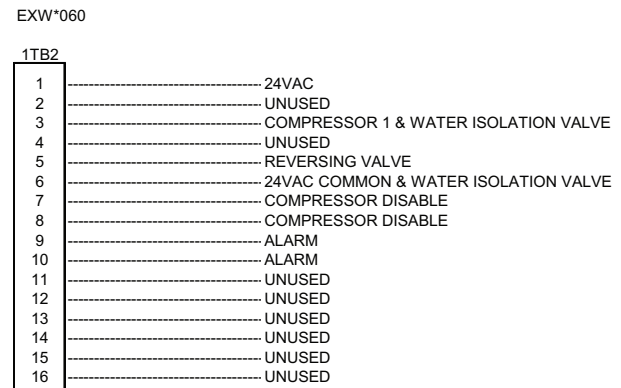 EXW*060
1TB2
1 24VAC
2 UNUSED
3 COMPRESSOR 1 & WATER ISOLATION VALVE
4 UNUSED
5 REVERSING VALVE
6 24VAC COMMON & WATER ISOLATION VALVE
7 COMPRESSOR DISABLE
8 COMPRESSOR DISABLE
9 ALARM
10 ALARM
11 UNUSED
12 UNUSED
13 UNUSED
14 UNUSED
15 UNUSED
16 UNUSED